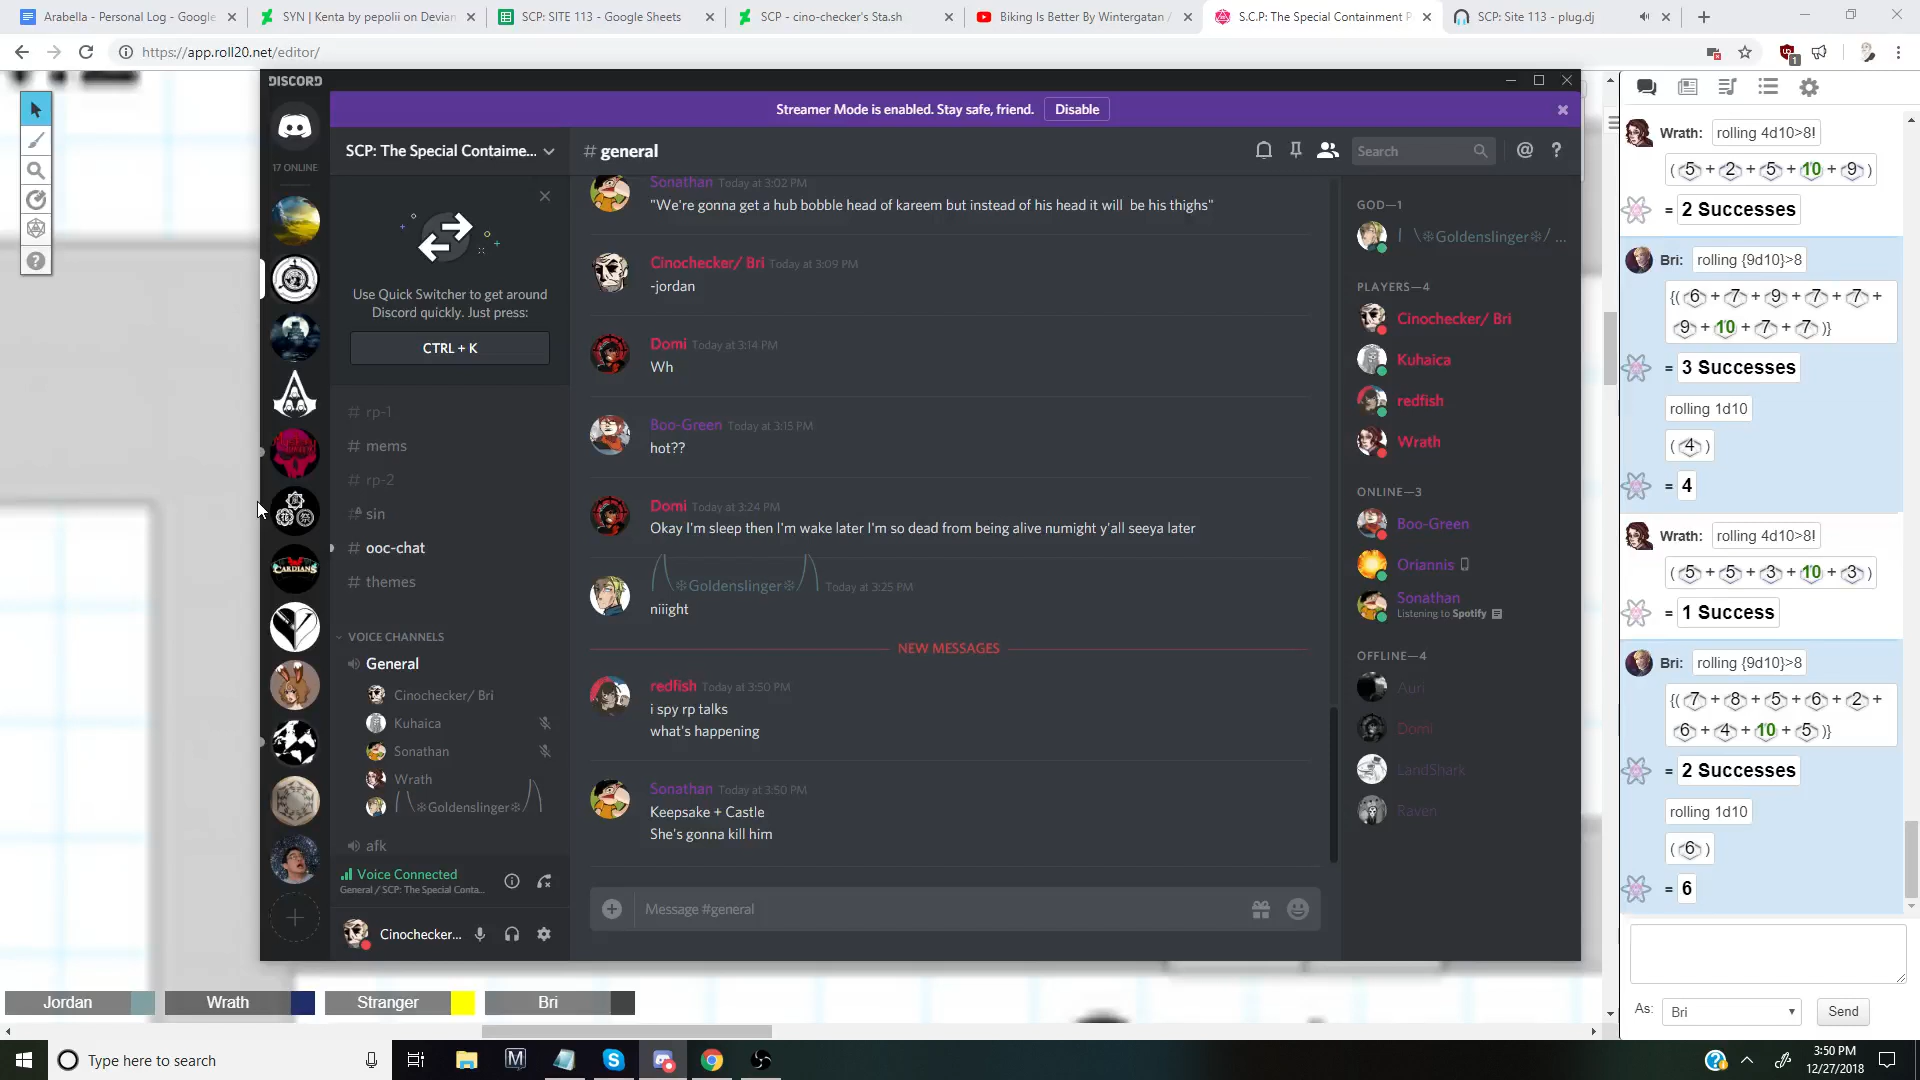 Arabella - Personal Log - Google
SYN | Kenta by pepolii on Devian
SCP: SITE 113 - Google Sheets
SCP - cino-checker's Sta.sh
Biking Is Better By Wintergatan /
S.C.P: The Special Containment P
SCP: Site 113 - plug.dj
https://app.roll20.net/editor/
DISCORD
Streamer Mode is enabled. Stay safe, friend.
Disable
17 ONLINE
SCP: The Special Contaime...
# general
Search
Use Quick Switcher to get around
Discord quickly. Just press:
CTRL + K
# rp-1
# mems
# rp-2
# sin
# ooc-chat
# themes
VOICE CHANNELS
General
Cinochecker/ Bri
Kuhaica
Sonathan
Wrath
⎛⎝❄Goldenslinger❄⎠⎞
afk
Voice Connected
General / SCP: The Special Conta...
Cinochecker...
CARDIANS
Sonathan Today at 3:02 PM
"We're gonna get a hub bobble head of kareem but instead of his head it will be his thighs"
Cinochecker/ Bri Today at 3:09 PM
-jordan
Domi Today at 3:14 PM
Wh
Boo-Green Today at 3:15 PM
hot??
Domi Today at 3:24 PM
Okay I'm sleep then I'm wake later I'm so dead from being alive numight y'all seeya later
⎛⎝❄Goldenslinger❄⎠⎞ Today at 3:25 PM
niiight
NEW MESSAGES
redfish Today at 3:50 PM
i spy rp talks
what's happening
Sonathan Today at 3:50 PM
Keepsake + Castle
She's gonna kill him
Message #general
GOD—1
❄Goldenslinger❄/ ...
PLAYERS—4
Cinochecker/ Bri
Kuhaica
redfish
Wrath
ONLINE—3
Boo-Green
Oriannis
Sonathan
Listening to Spotify
OFFLINE—4
Auri
Domi
LandShark
Raven
Wrath: rolling 4d10>8!
(5+2+5+10+9)
= 2 Successes
Bri: rolling {9d10}>8
{(6+7+9+7+7+
9+10+7+7)}
= 3 Successes
rolling 1d10
(4)
= 4
Wrath: rolling 4d10>8!
(5+5+3+10+3)
= 1 Success
Bri: rolling {9d10}>8
{(7+8+5+6+2+
6+4+10+5)}
= 2 Successes
rolling 1d10
(6)
= 6
As: Bri
Send
Jordan
Wrath
Stranger
Bri
Type here to search
3:50 PM
12/27/2018